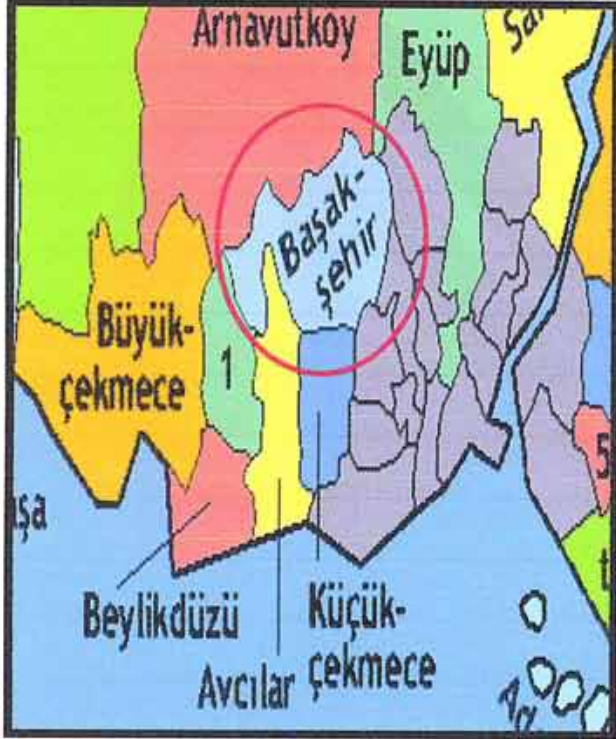 Arnavutkoy
Eyüp
Başak-
şehir
Büyük-
çekmece
1
5
Beylikdüzü
Avcılar
Küçük-
çekmece